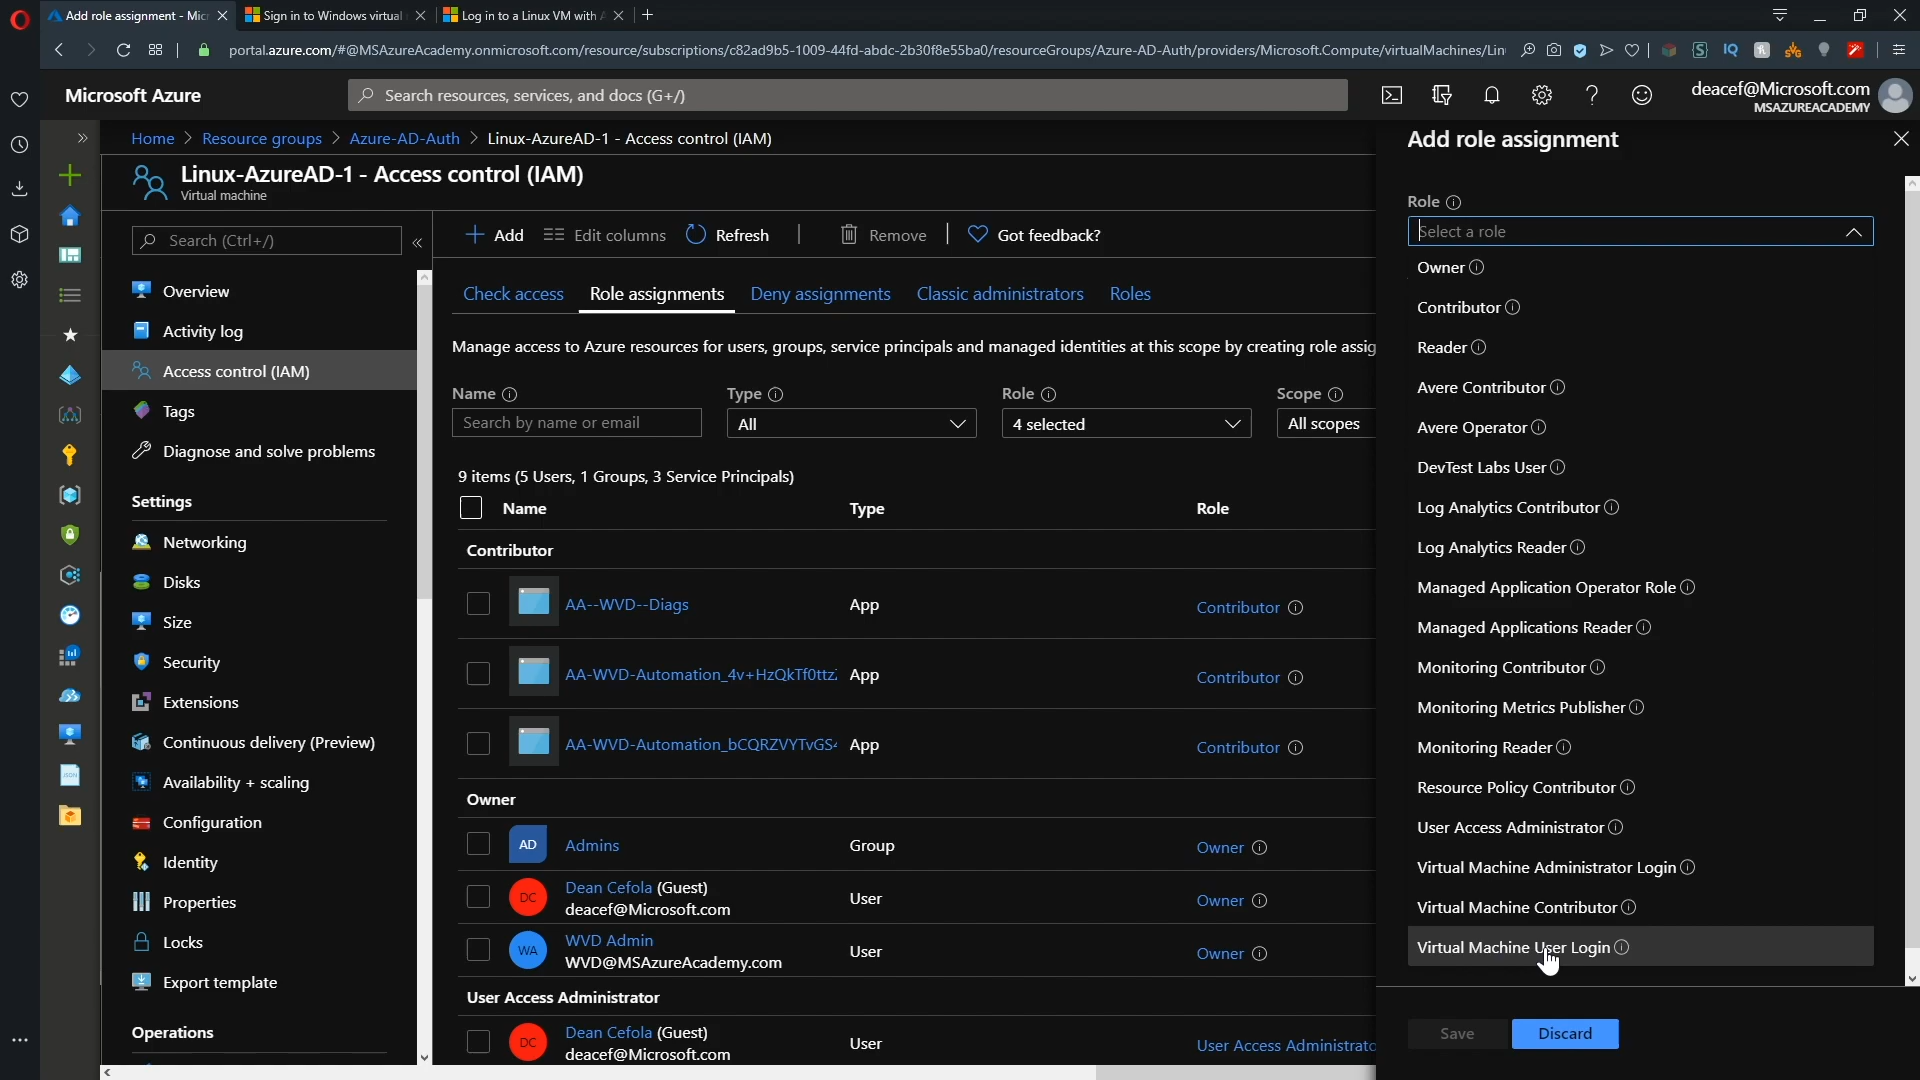 Add role assignment - Mic
Sign in to Windows virtual
Log in to a Linux VM with
portal.azure.com/#@MSAzureAcademy.onmicrosoft.com/resource/subscriptions/c82ad9b5-1009-44fd-abdc-2b30f8e55ba0/resourceGroups/Azure-AD-Auth/providers/Microsoft.Compute/virtualMachines/Lin
Microsoft Azure
Search resources, services, and docs (G+/)
deacef@Microsoft.com
MSAZUREACADEMY
Home > Resource groups > Azure-AD-Auth > Linux-AzureAD-1 - Access control (IAM)
Linux-AzureAD-1 - Access control (IAM)
Virtual machine
Search (Ctrl+/)
Overview
Activity log
Access control (IAM)
Tags
Diagnose and solve problems
Settings
Networking
Disks
Size
Security
Extensions
Continuous delivery (Preview)
Availability + scaling
Configuration
Identity
Properties
Locks
Export template
Operations
Add
Edit columns
Refresh
Remove
Got feedback?
Check access
Role assignments
Deny assignments
Classic administrators
Roles
Manage access to Azure resources for users, groups, service principals and managed identities at this scope by creating role assig
Name
Type
Role
Scope
Search by name or email
All
4 selected
All scopes
9 items (5 Users, 1 Groups, 3 Service Principals)
Name Type Role
Contributor
AA--WVD--Diags App Contributor
AA-WVD-Automation_4v+HzQkTf0ttz App Contributor
AA-WVD-Automation_bCQRZVYTvGS App Contributor
Owner
AD Admins Group Owner
DC Dean Cefola (Guest)
deacef@Microsoft.com
User Owner
WA WVD Admin
WVD@MSAzureAcademy.com
User Owner
User Access Administrator
DC Dean Cefola (Guest)
deacef@Microsoft.com
User User Access Administrato
Add role assignment
Role
Select a role
Owner
Contributor
Reader
Avere Contributor
Avere Operator
DevTest Labs User
Log Analytics Contributor
Log Analytics Reader
Managed Application Operator Role
Managed Applications Reader
Monitoring Contributor
Monitoring Metrics Publisher
Monitoring Reader
Resource Policy Contributor
User Access Administrator
Virtual Machine Administrator Login
Virtual Machine Contributor
Virtual Machine User Login
Save
Discard